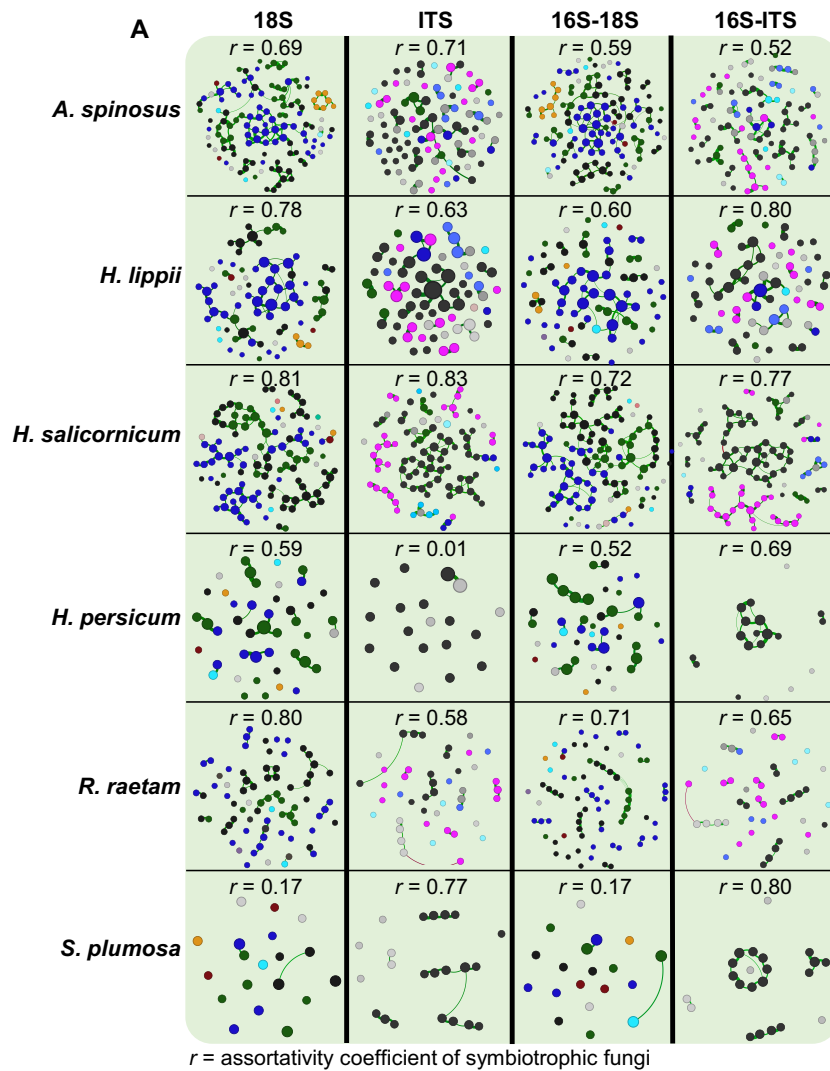 A
18S ITS 16S-18S 16S-ITS
r = 0.69 r = 0.71 r = 0.59 r = 0.52
A. spinosus
r = 0.78 r = 0.63 r = 0.60 r = 0.80
H. lippii
r = 0.81 r = 0.83 r = 0.72 r = 0.77
H. salicornicum
r = 0.59 r = 0.01 r = 0.52 r = 0.69
H. persicum
r = 0.80 r = 0.58 r = 0.71 r = 0.65
R. raetam
r = 0.17 r = 0.77 r = 0.17 r = 0.80
S. plumosa
r = assortativity coefficient of symbiotrophic fungi